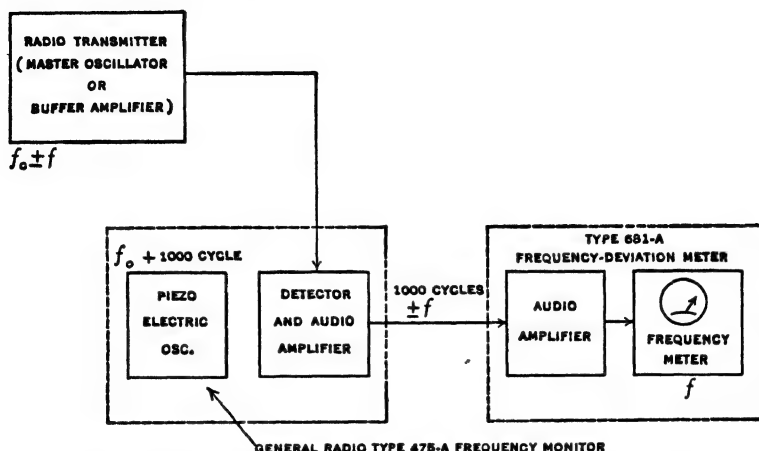 RADIO TRANSMITTER
(MASTER OSCILLATOR
OR
BUFFER AMPLIFIER)
f₀ ± f
f₀ + 1000 CYCLE
PIEZO
ELECTRIC
OSC.
DETECTOR
AND AUDIO
AMPLIFIER
1000 CYCLES
± f
TYPE 681-A
FREQUENCY-DEVIATION METER
AUDIO
AMPLIFIER
FREQUENCY
METER
f
GENERAL RADIO TYPE 475-A FREQUENCY MONITOR